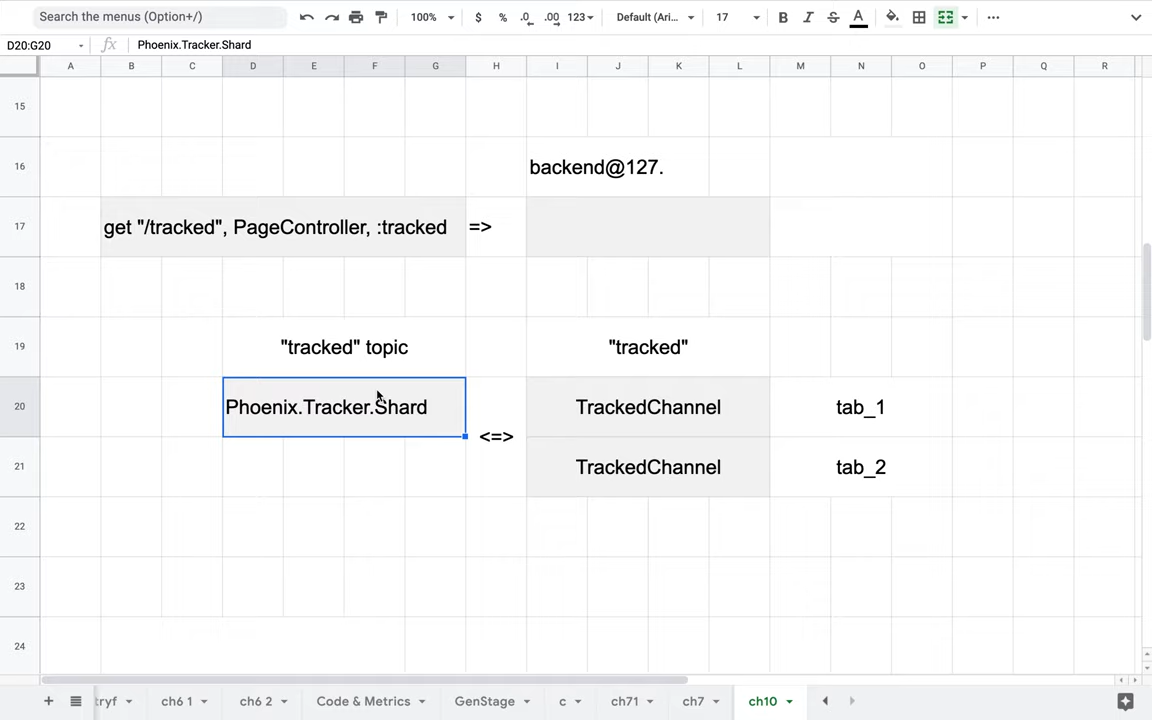 Search the menus (Option+/)
100%
$
%
.0
.00
123
Default (Ari...
17
B
I
S
A
D20:G20
fx
Phoenix.Tracker.Shard
A B C D E F G H I J K L M N O P Q R
15
16
backend@127.
17
get "/tracked", PageController, :tracked
=>
18
19
"tracked" topic
"tracked"
20
Phoenix.Tracker.Shard
TrackedChannel
tab_1
<=>
21
TrackedChannel
tab_2
22
23
24
tryf
ch6 1
ch6 2
Code & Metrics
GenStage
c
ch71
ch7
ch10